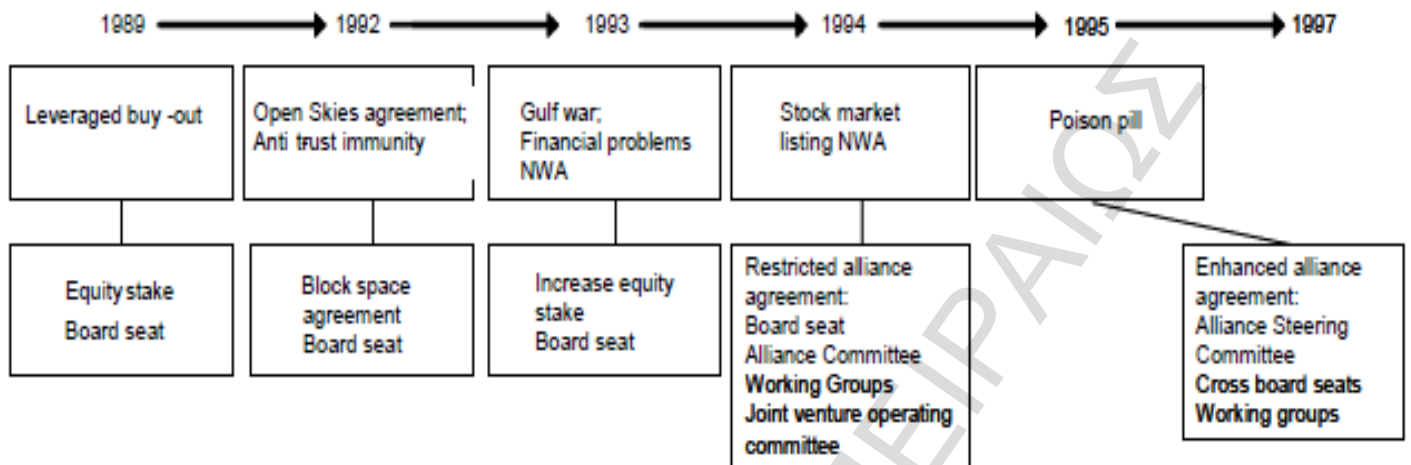 1989 1992 1993 1994 1995 1997
Leveraged buy -out
Open Skies agreement;
Anti trust immunity
Gulf war;
Financial problems
NWA
Stock market
listing NWA
Poison pill
Equity stake
Board seat
Block space
agreement
Board seat
Increase equity
stake
Board seat
Restricted alliance
agreement:
Board seat
Alliance Committee
Working Groups
Joint venture operating
committee
Enhanced alliance
agreement:
Alliance Steering
Committee
Cross board seats
Working groups
ΠΕΙΡΑΙΩΣ